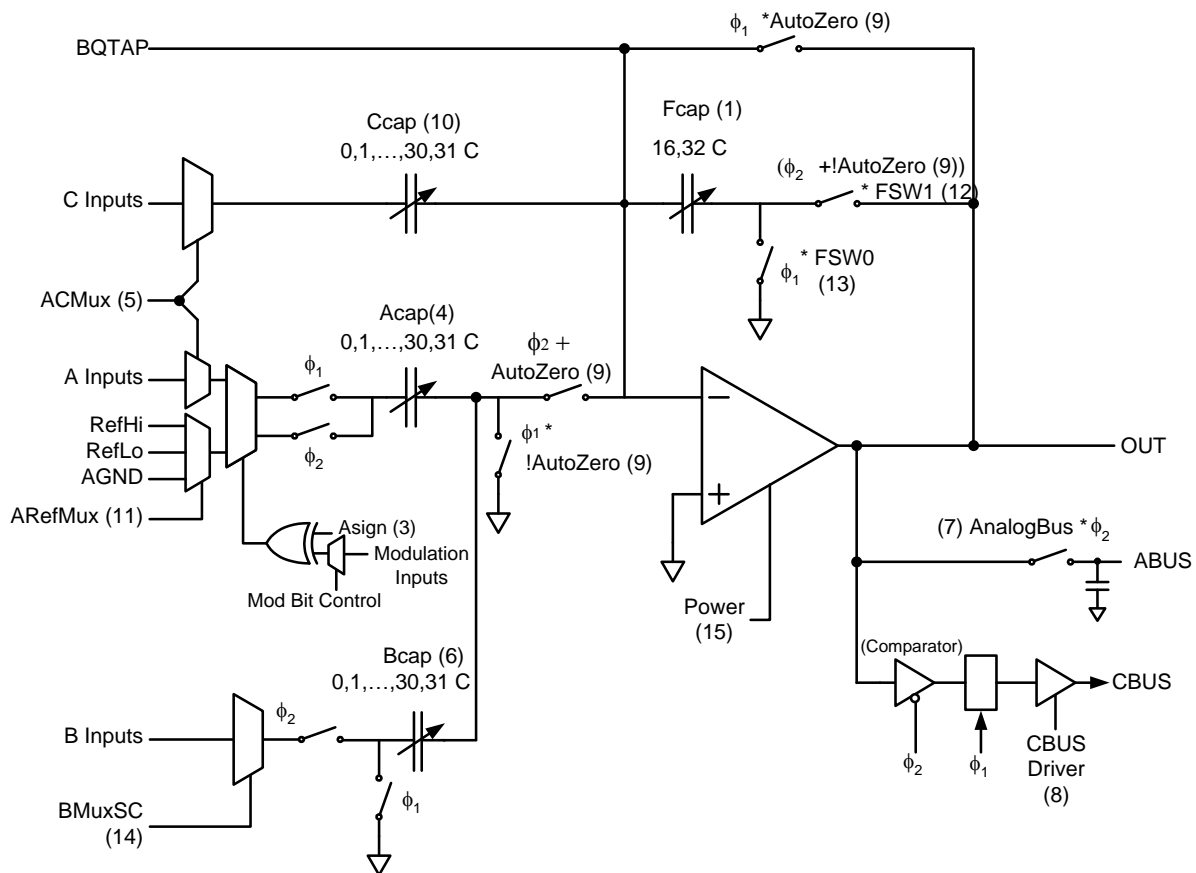 ϕ1 *AutoZero (9)
BQTAP
Ccap (10)
0,1,…,30,31 C
Fcap (1)
16,32 C
(ϕ2 +!AutoZero (9))
* FSW1 (12)
C Inputs
ϕ1 * FSW0
(13)
ACMux (5)
Acap(4)
0,1,…,30,31 C
ϕ2 +
AutoZero (9)
A Inputs
ϕ1
RefHi
RefLo
AGND
ϕ2
ϕ1 *
!AutoZero (9)
OUT
ARefMux (11)
Asign (3)
Modulation
Inputs
Mod Bit Control
(7) AnalogBus * ϕ2
ABUS
Power
(15)
(Comparator)
CBUS
Bcap (6)
0,1,…,30,31 C
B Inputs
ϕ2
ϕ1
ϕ2
ϕ1
CBUS
Driver
(8)
BMuxSC
(14)